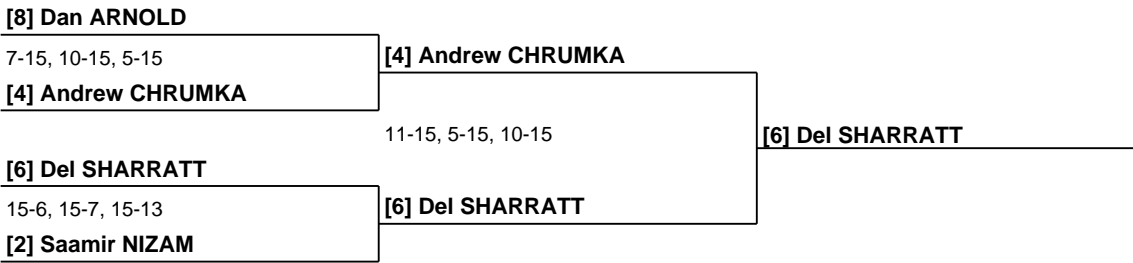 [8] Dan ARNOLD
7-15, 10-15, 5-15
[4] Andrew CHRUMKA
[4] Andrew CHRUMKA
11-15, 5-15, 10-15
[6] Del SHARRATT
[6] Del SHARRATT
15-6, 15-7, 15-13
[6] Del SHARRATT
[2] Saamir NIZAM